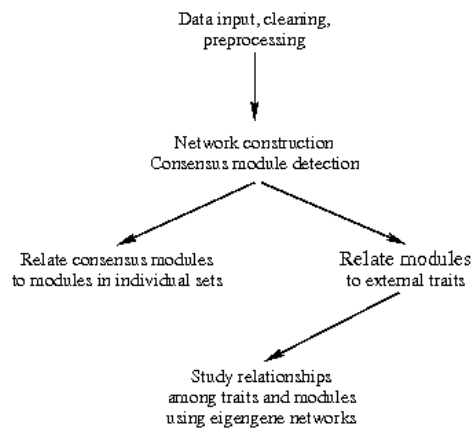 Data input, cleaning,
preprocessing
Network construction
Consensus module detection
Relate consensus modules
to modules in individual sets
Relate modules
to external traits
Study relationships
among traits and modules
using eigengene networks